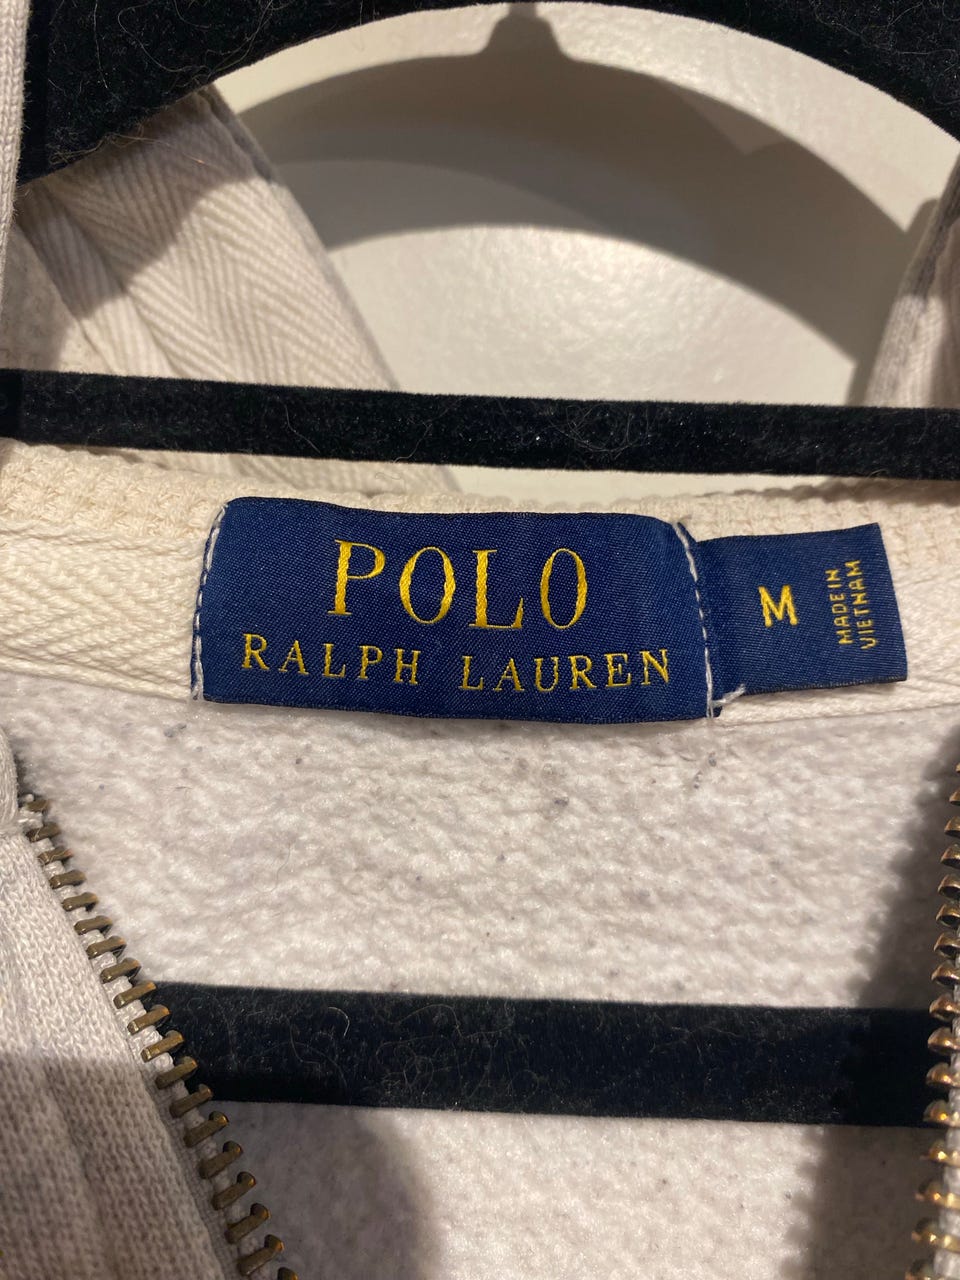 POLO
RALPH LAUREN
M
MADE IN
VIETNAM